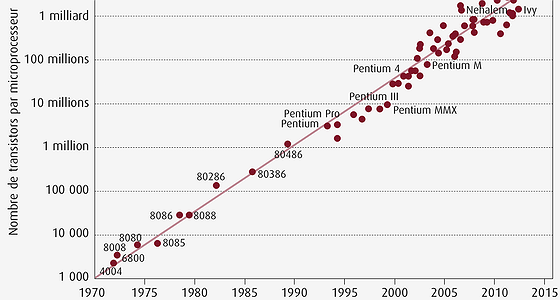 Nombre de transistors par microprocesseur
1 milliard
100 millions
10 millions
1 million
100 000
10 000
1 000
Nehalem
Ivy
Pentium 4
Pentium M
Pentium III
Pentium MMX
Pentium Pro
Pentium
80486
80386
80286
8086
8088
8085
8080
8008
6800
4004
1970 1975 1980 1985 1990 1995 2000 2005 2010 2015